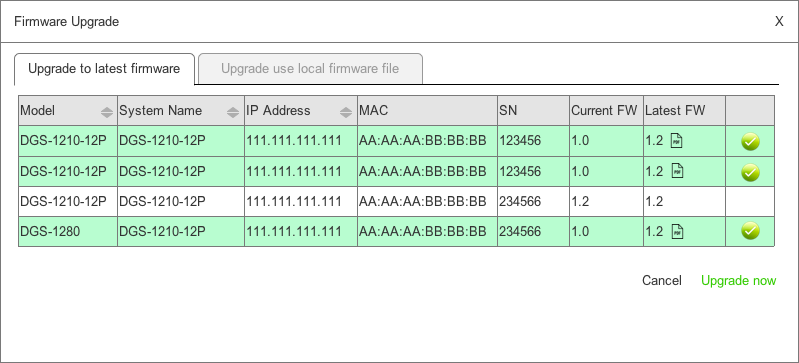 Firmware Upgrade X
Upgrade to latest firmware Upgrade use local firmware file
Model System Name IP Address MAC SN Current FW Latest FW
DGS-1210-12P DGS-1210-12P 111.111.111.111 AA:AA:AA:BB:BB:BB 123456 1.0 1.2 PDF
DGS-1210-12P DGS-1210-12P 111.111.111.111 AA:AA:AA:BB:BB:BB 123456 1.0 1.2 PDF
DGS-1210-12P DGS-1210-12P 111.111.111.111 AA:AA:AA:BB:BB:BB 234566 1.2 1.2
DGS-1280 DGS-1210-12P 111.111.111.111 AA:AA:AA:BB:BB:BB 234566 1.0 1.2 PDF
Cancel Upgrade now